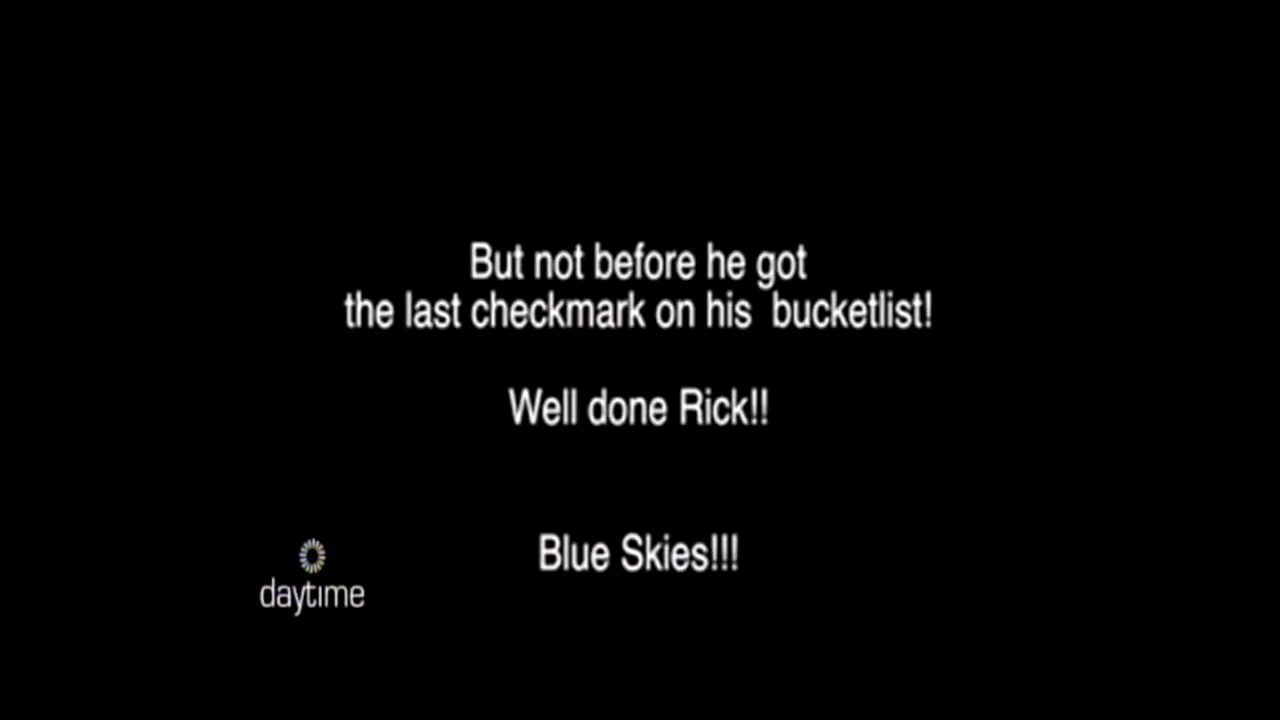 But not before he got
the last checkmark on his  bucketlist!
Well done Rick!!
Blue Skies!!!
daytime